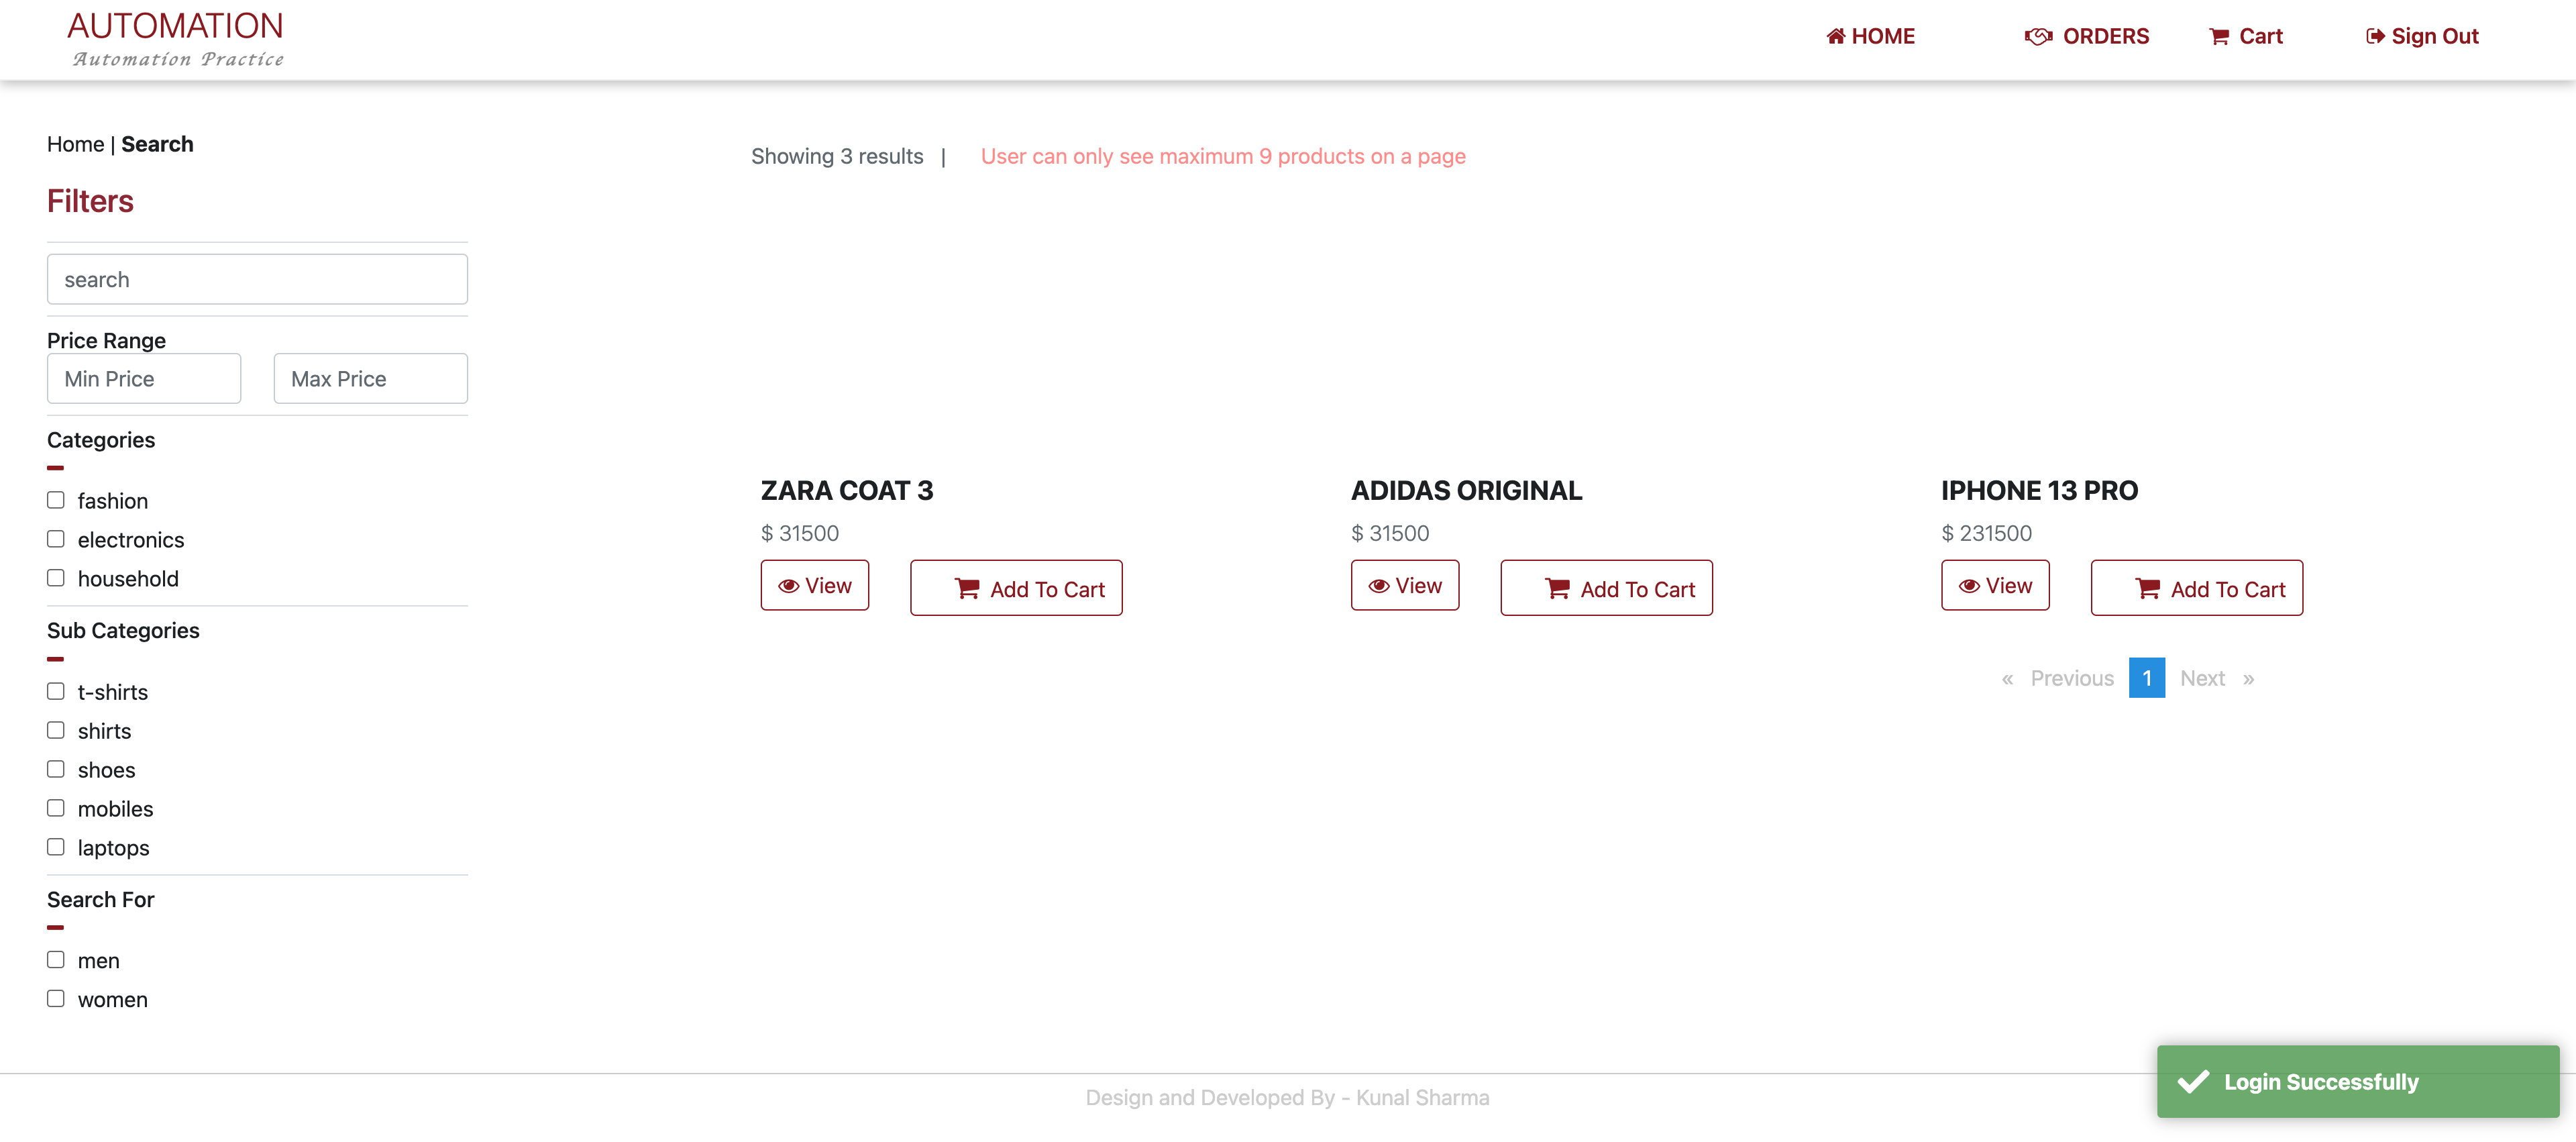 AUTOMATION
Automation Practice
HOME
ORDERS
Cart
Sign Out
Home | Search
Showing 3 results |
User can only see maximum 9 products on a page
Filters
search
Price Range
Min Price
Max Price
Categories
fashion
electronics
household
Sub Categories
t-shirts
shirts
shoes
mobiles
laptops
Search For
men
women
ZARA COAT 3
$ 31500
View
Add To Cart
ADIDAS ORIGINAL
$ 31500
View
Add To Cart
IPHONE 13 PRO
$ 231500
View
Add To Cart
« Previous 1 Next »
Login Successfully
Design and Developed By - Kunal Sharma